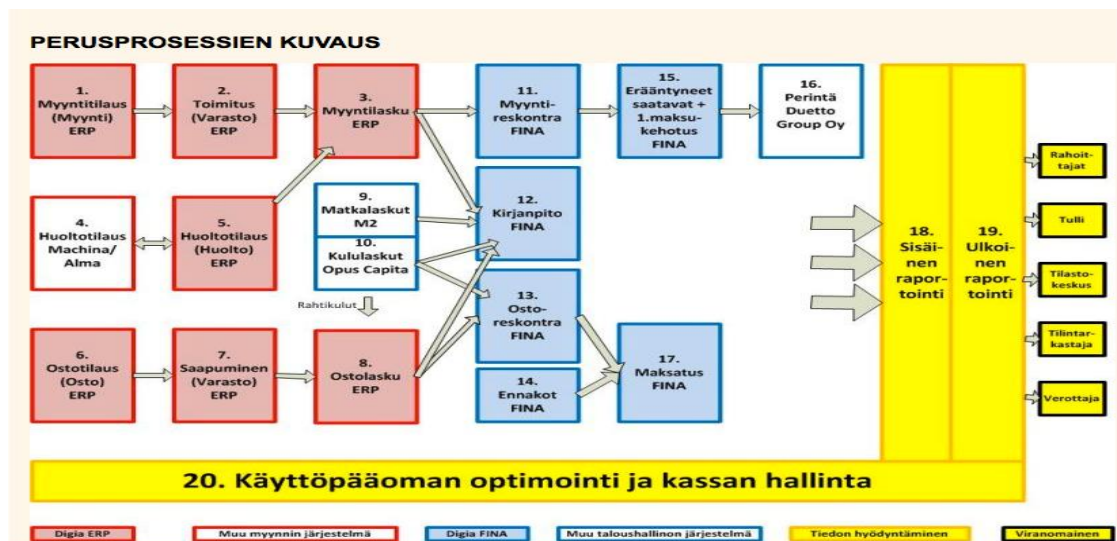 PERUSPROSESSIEN KUVAUS
1.
Myyntitilaus
(Myynti)
ERP
2.
Toimitus
(Varasto)
ERP
3.
Myyntilasku
ERP
11.
Myynti-
reskontra
FINA
15.
Erääntyneet
saatavat +
1.maksu-
kehotus
FINA
16.
Perintä
Duetto
Group Oy
4.
Huoltotilaus
Machina/
Alma
5.
Huoltotilaus
(Huolto)
ERP
9.
Matkalaskut
M2
10.
Kululaskut
Opus Capita
Rahtikulut
12.
Kirjanpito
FINA
13.
Osto-
reskontra
FINA
14.
Ennakot
FINA
6.
Ostotilaus
(Osto)
ERP
7.
Saapuminen
(Varasto)
ERP
8.
Ostolasku
ERP
17.
Maksatus
FINA
18.
Sisäi-
nen
rapor-
tointi
19.
Ulkoi-
nen
rapor-
tointi
Rahoit-
tajat
Tulli
Tilasto-
keskus
Tilintar-
kastaja
Verottaja
20. Käyttöpääoman optimointi ja kassan hallinta
Digia ERP
Muu myynnin järjestelmä
Digia FINA
Muu taloushallinon järjestelmä
Tiedon hyödyntäminen
Viranomainen